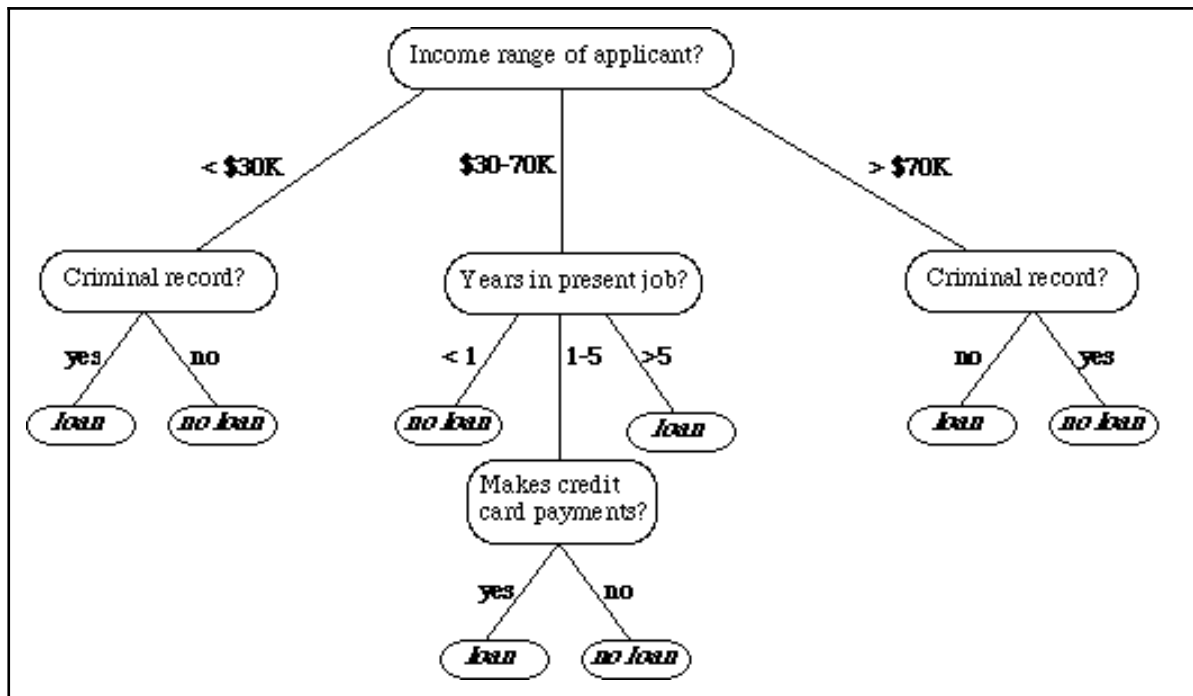 Income range of applicant?
< $30K
$30-70K
> $70K
Criminal record?
Years in present job?
Criminal record?
yes
no
< 1
1-5
>5
no
yes
loan
no loan
no loan
loan
loan
no loan
Makes credit
card payments?
yes
no
loan
no loan